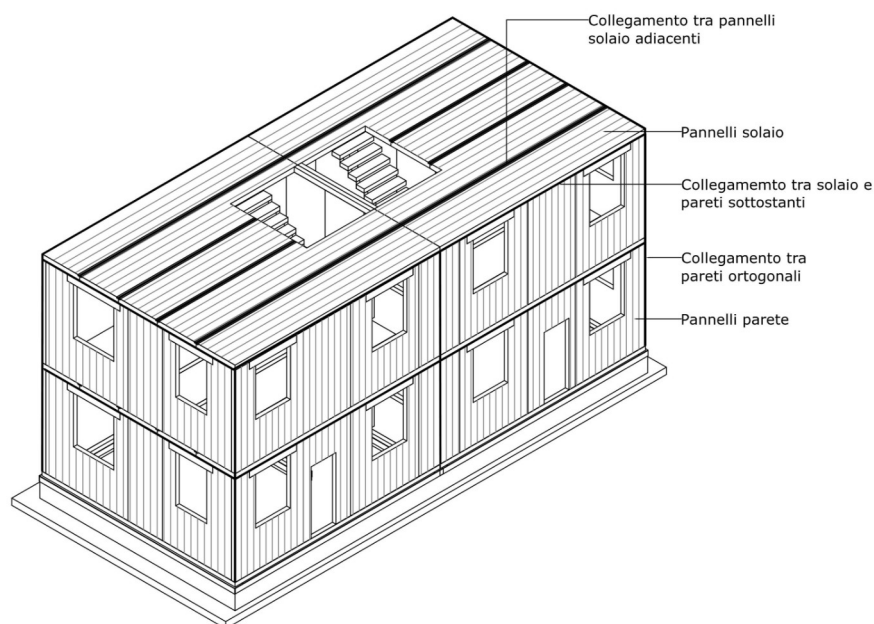 Collegamento tra pannelli
solaio adiacenti
Pannelli solaio
Collegamemto tra solaio e
pareti sottostanti
Collegamento tra
pareti ortogonali
Pannelli parete